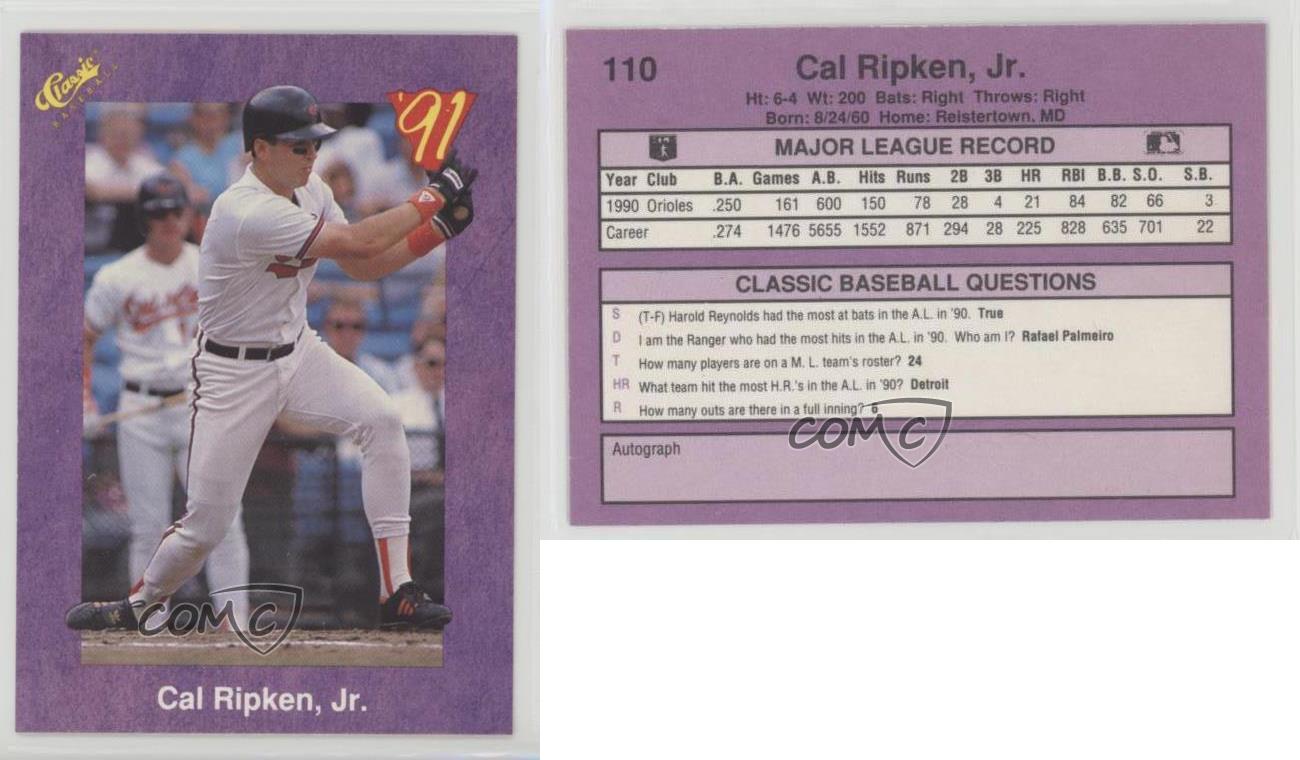 Classic
BASEBALL
'91
Cal Ripken, Jr.
COMC
110
Cal Ripken, Jr.
Ht: 6-4 Wt: 200 Bats: Right Throws: Right
Born: 8/24/60 Home: Reistertown, MD
MAJOR LEAGUE RECORD
Year Club B.A. Games A.B. Hits Runs 2B 3B HR RBI B.B. S.O. S.B.
1990 Orioles .250 161 600 150 78 28 4 21 84 82 66 3
Career .274 1476 5655 1552 871 294 28 225 828 635 701 22
CLASSIC BASEBALL QUESTIONS
S (T-F) Harold Reynolds had the most at bats in the A.L. in '90. True
D I am the Ranger who had the most hits in the A.L. in '90. Who am I? Rafael Palmeiro
T How many players are on a M. L. team's roster? 24
HR What team hit the most H.R.'s in the A.L. in '90? Detroit
R How many outs are there in a full inning? 6
COMC
Autograph